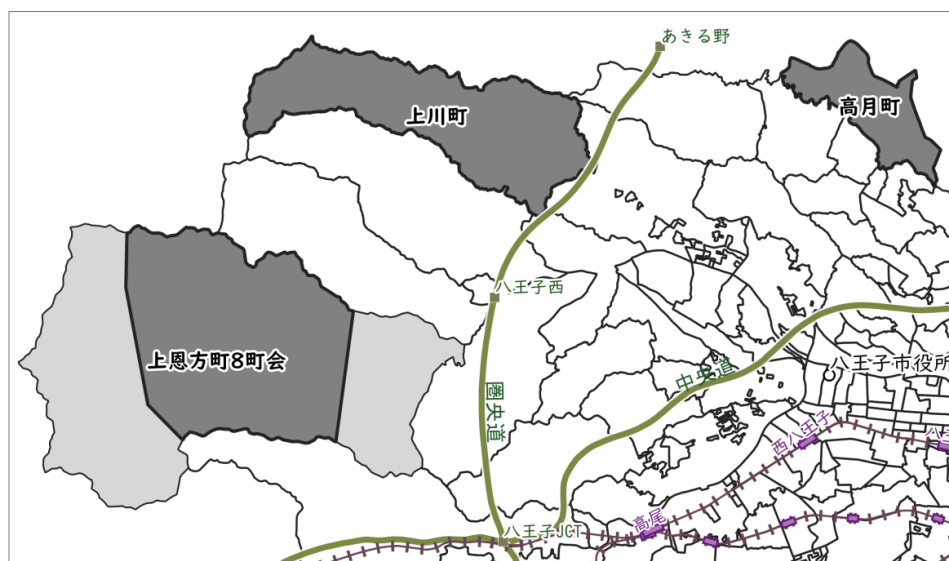 あきる野
上川町
高月町
八王子西
上恩方町8町会
圏央道
中央道
八王子市役所
西八王子
八王
高尾
八王子JCT